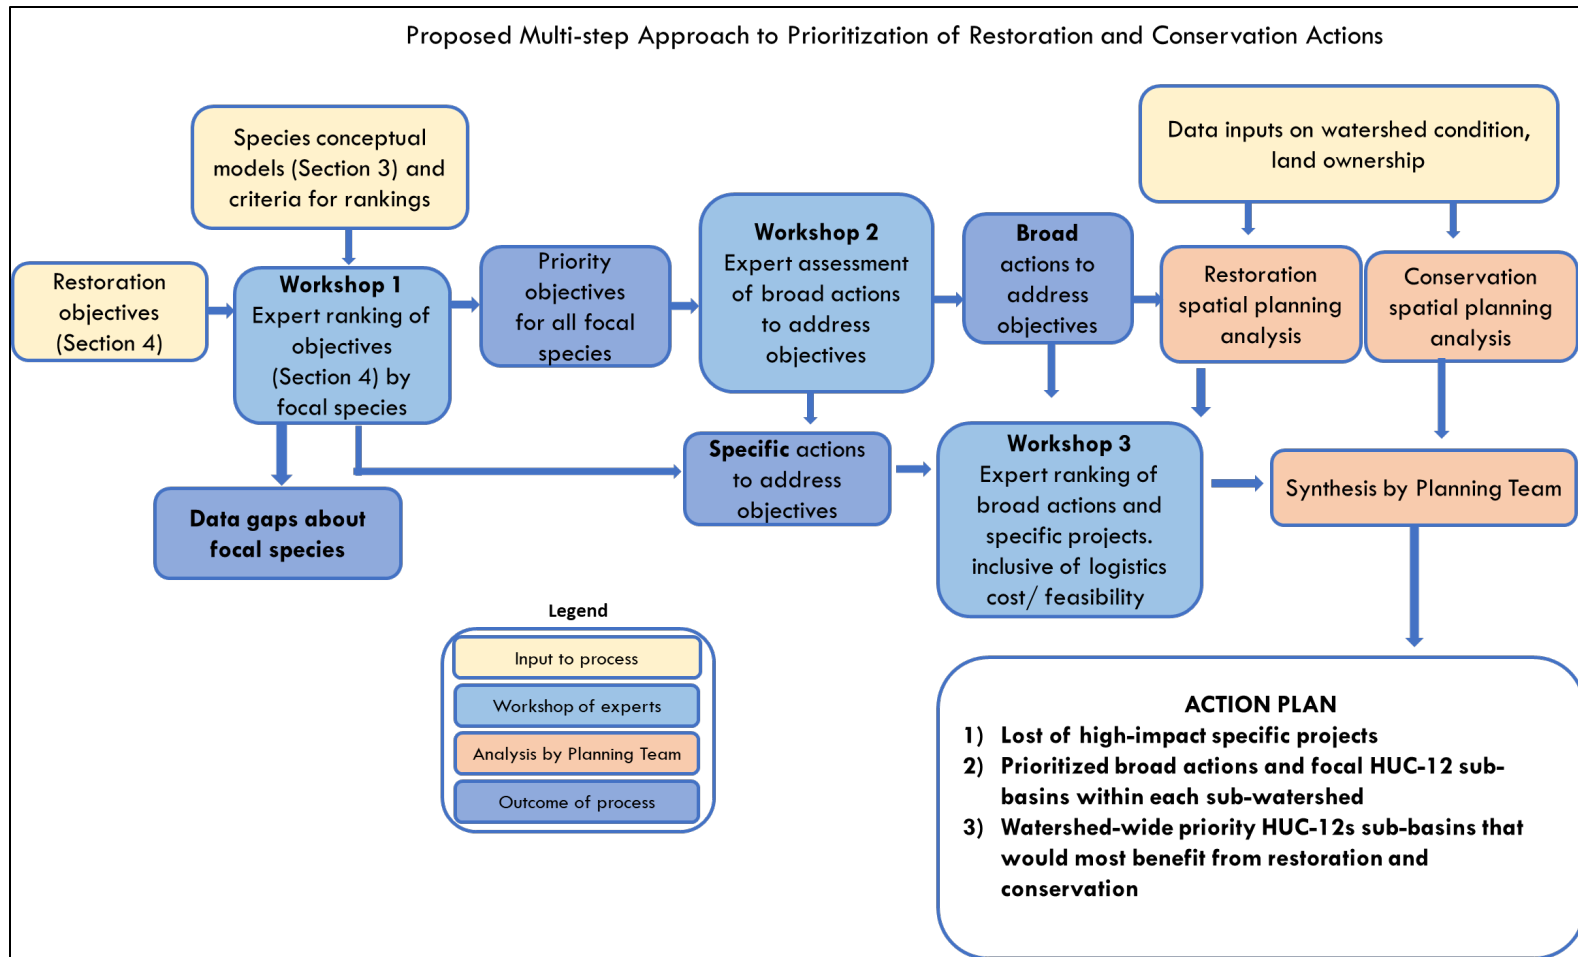 Proposed Multi-step Approach to Prioritization of Restoration and Conservation Actions
Species conceptual
models (Section 3) and
criteria for rankings
Data inputs on watershed condition,
land ownership
Restoration
objectives
(Section 4)
Workshop 1
Expert ranking of
objectives
(Section 4) by
focal species
Priority
objectives
for all focal
species
Workshop 2
Expert assessment
of broad actions
to address
objectives
Broad
actions to
address
objectives
Restoration
spatial planning
analysis
Conservation
spatial planning
analysis
Data gaps about
focal species
Specific actions
to address
objectives
Workshop 3
Expert ranking of
broad actions and
specific projects.
inclusive of logistics
cost/ feasibility
Synthesis by Planning Team
Legend
Input to process
Workshop of experts
Analysis by Planning Team
Outcome of process
ACTION PLAN
1) Lost of high-impact specific projects
2) Prioritized broad actions and focal HUC-12 sub-
basins within each sub-watershed
3) Watershed-wide priority HUC-12s sub-basins that
would most benefit from restoration and
conservation